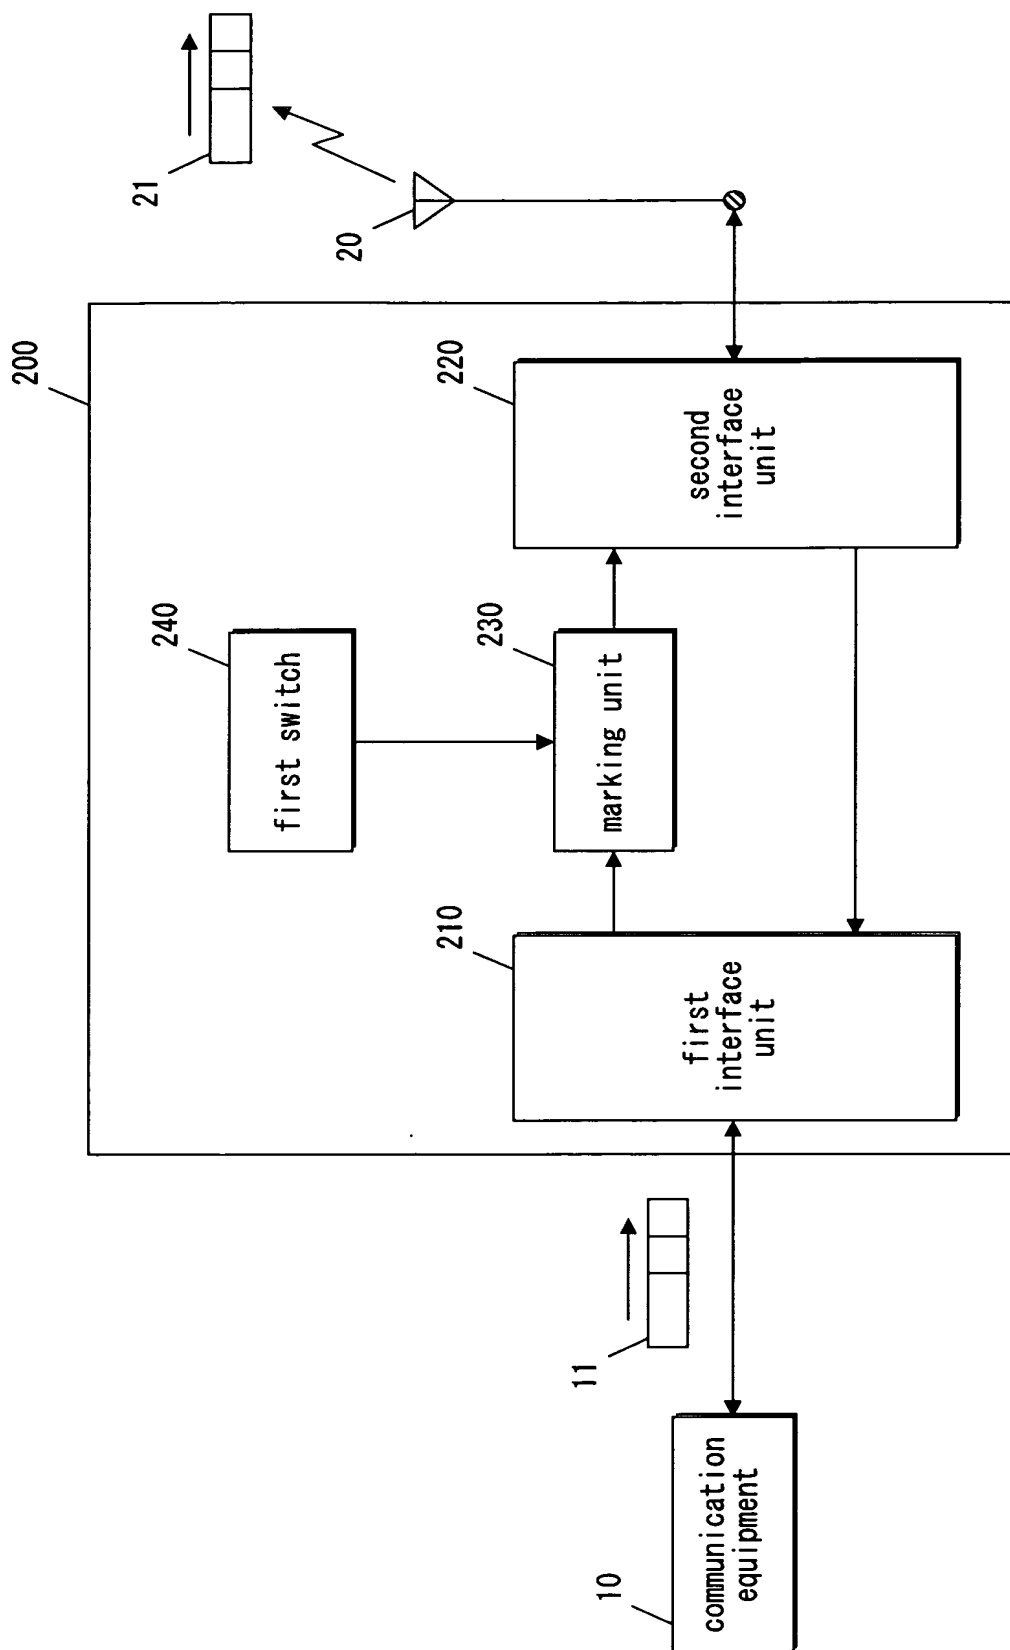 200
21
20
240
first switch
230
marking unit
210
first
interface
unit
220
second
interface
unit
11
10
communication
equipment